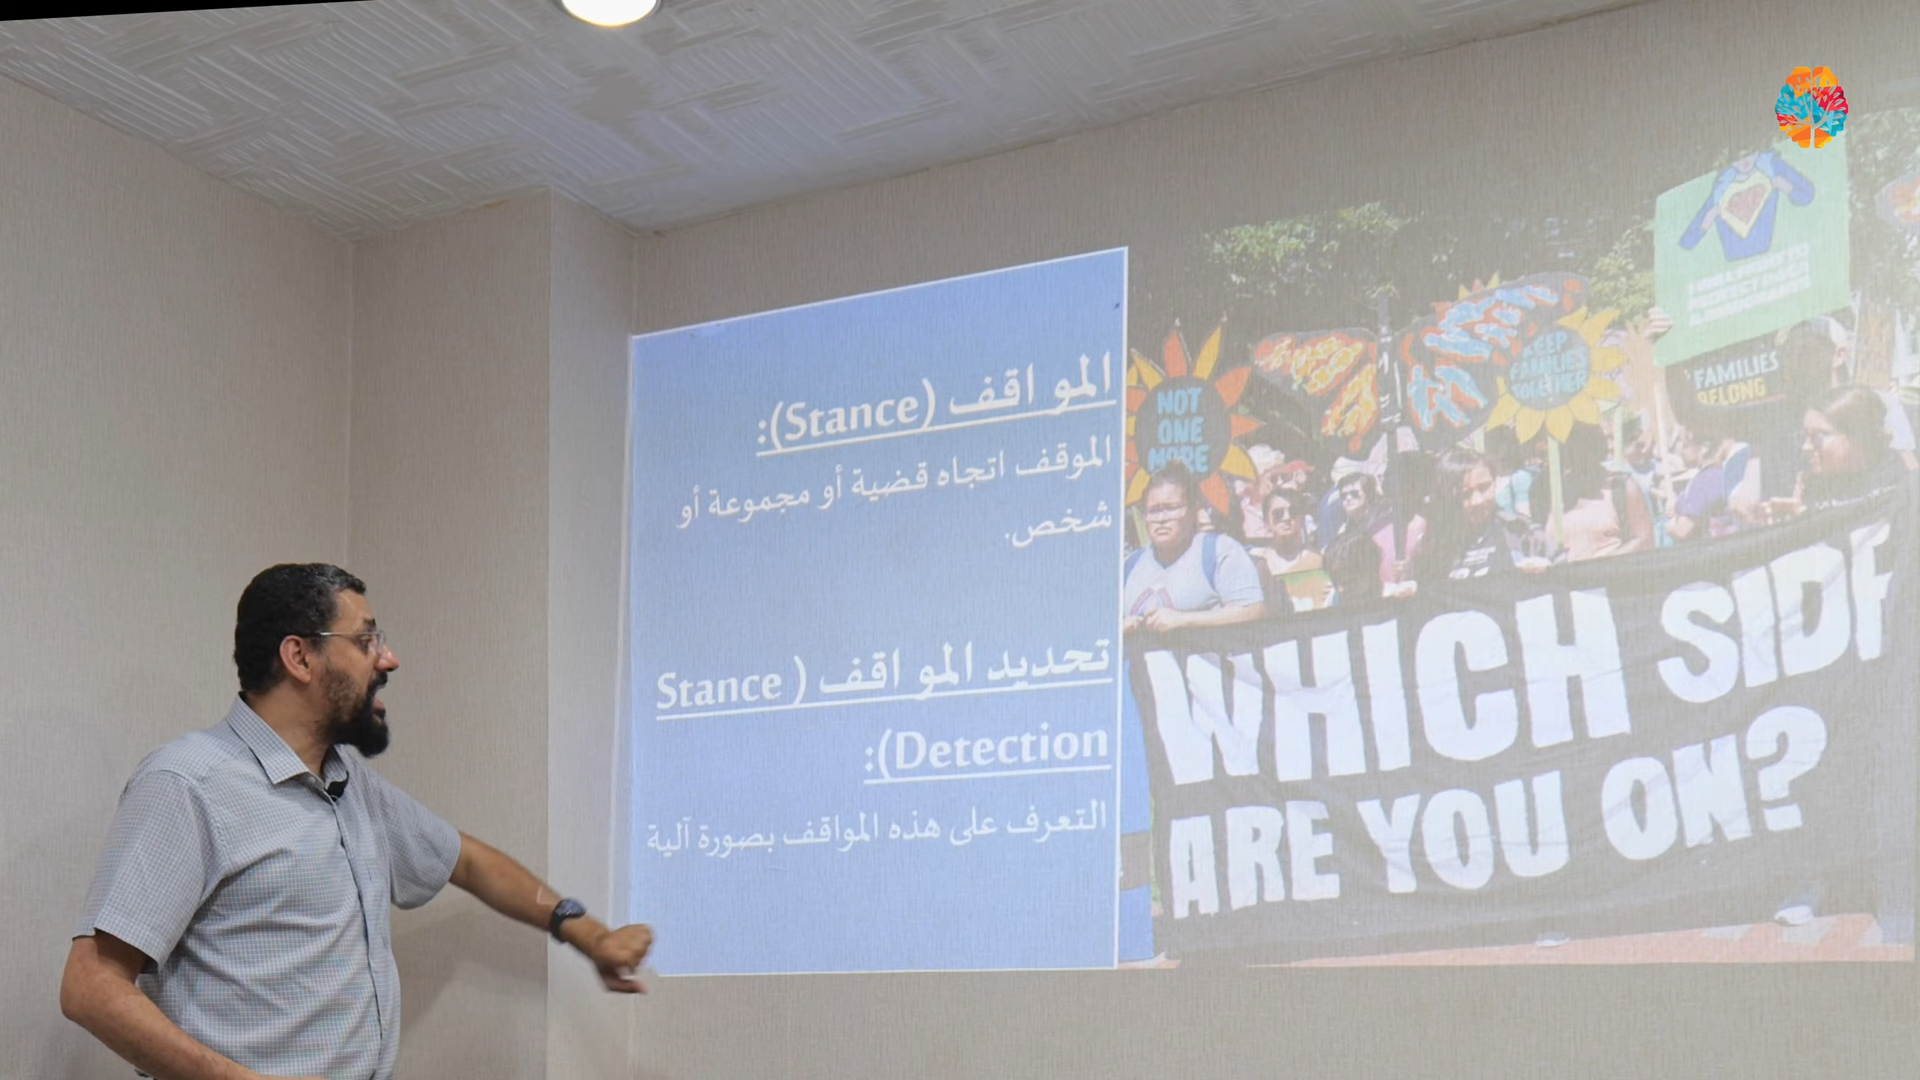 المواقف (Stance):
الموقف اتجاه قضية أو مجموعة أو
شخص.
تحديد المواقف (Stance
Detection):
التعرف على هذه المواقف بصورة آلية
NOT
ONE
MORE
KEEP
FAMILIES
TOGETHER
FAMILIES
BELONG
WHICH SIDE
ARE YOU ON?